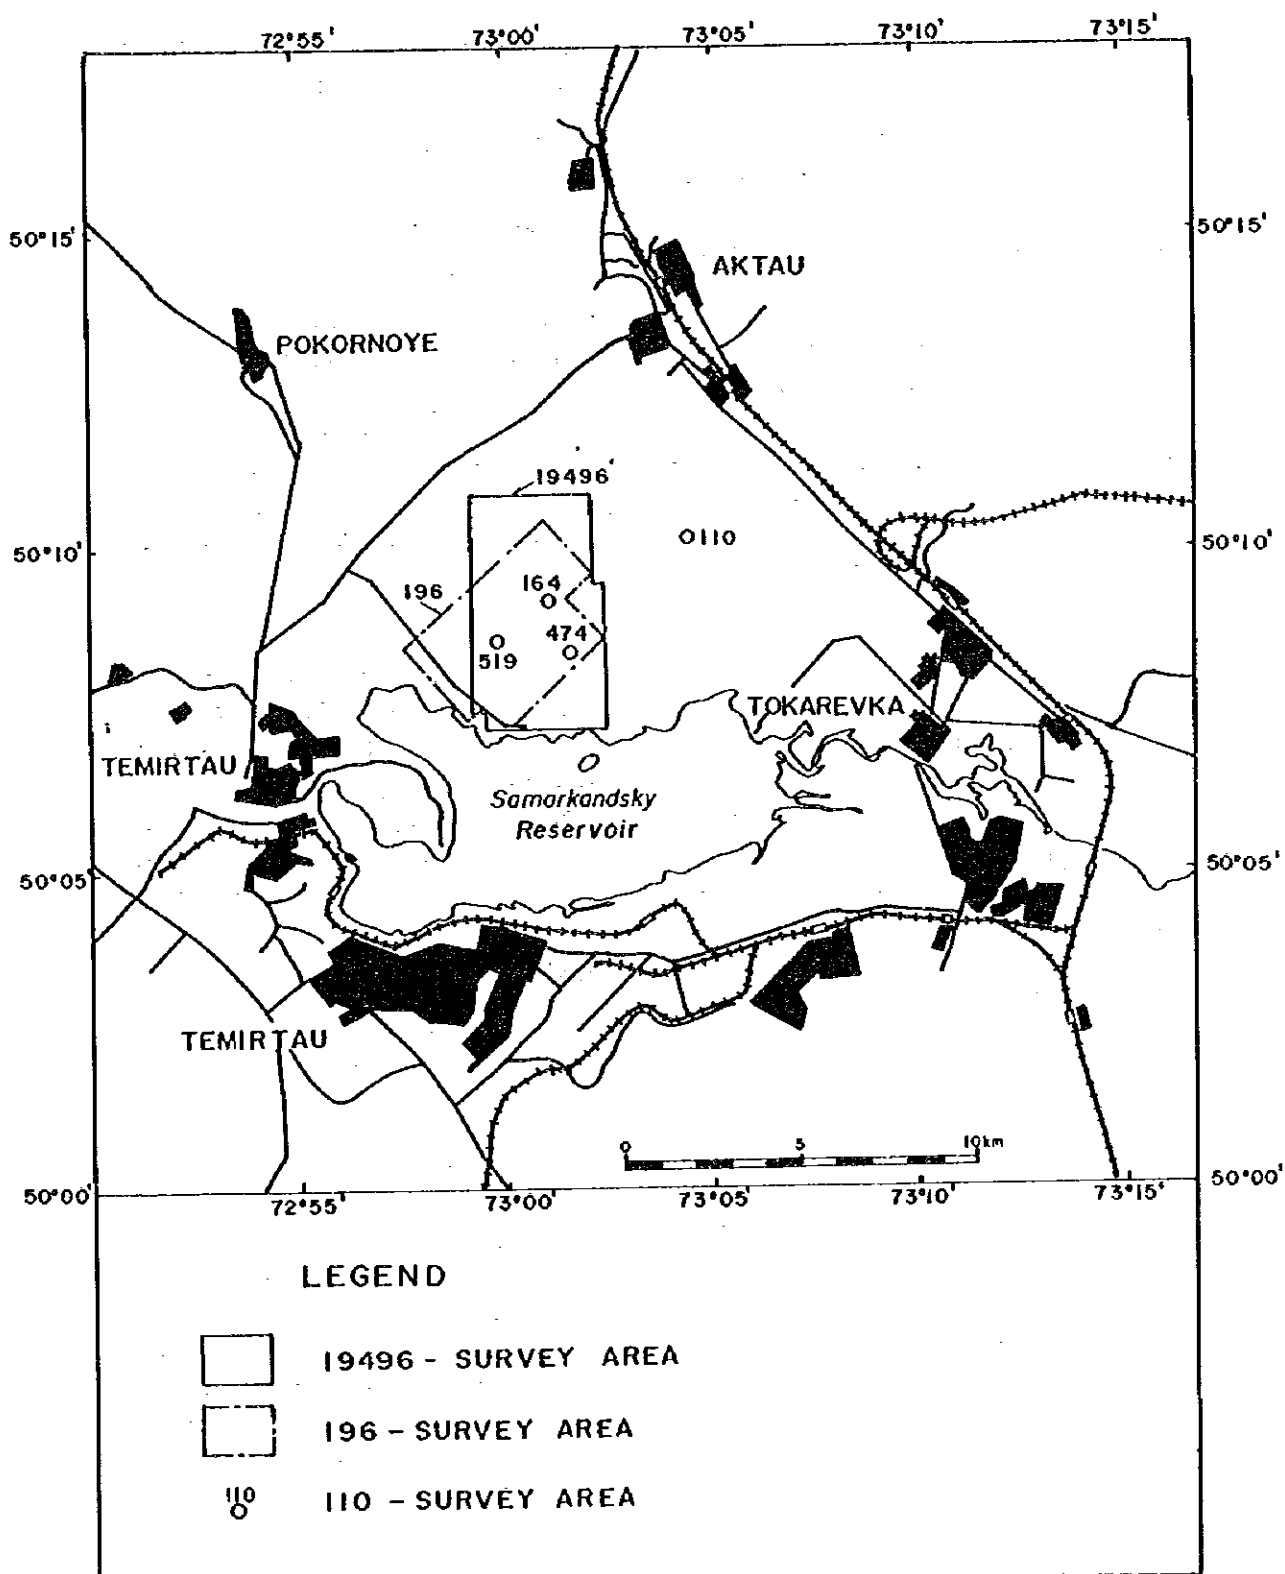 72°55' 73°00' 73°05' 73°10' 73°15'
50°15' 50°15'
AKTAU
POKORNOYE
19496
110
50°10' 50°10'
196 164
474
519
TOKAREVKA
TEMIRTAU
Samarkandsky
Reservoir
50°05' 50°05'
TEMIRTAU
0 5 10km
50°00' 50°00'
72°55' 73°00' 73°05' 73°10' 73°15'
LEGEND
19496 - SURVEY AREA
196 - SURVEY AREA
110
110 - SURVEY AREA